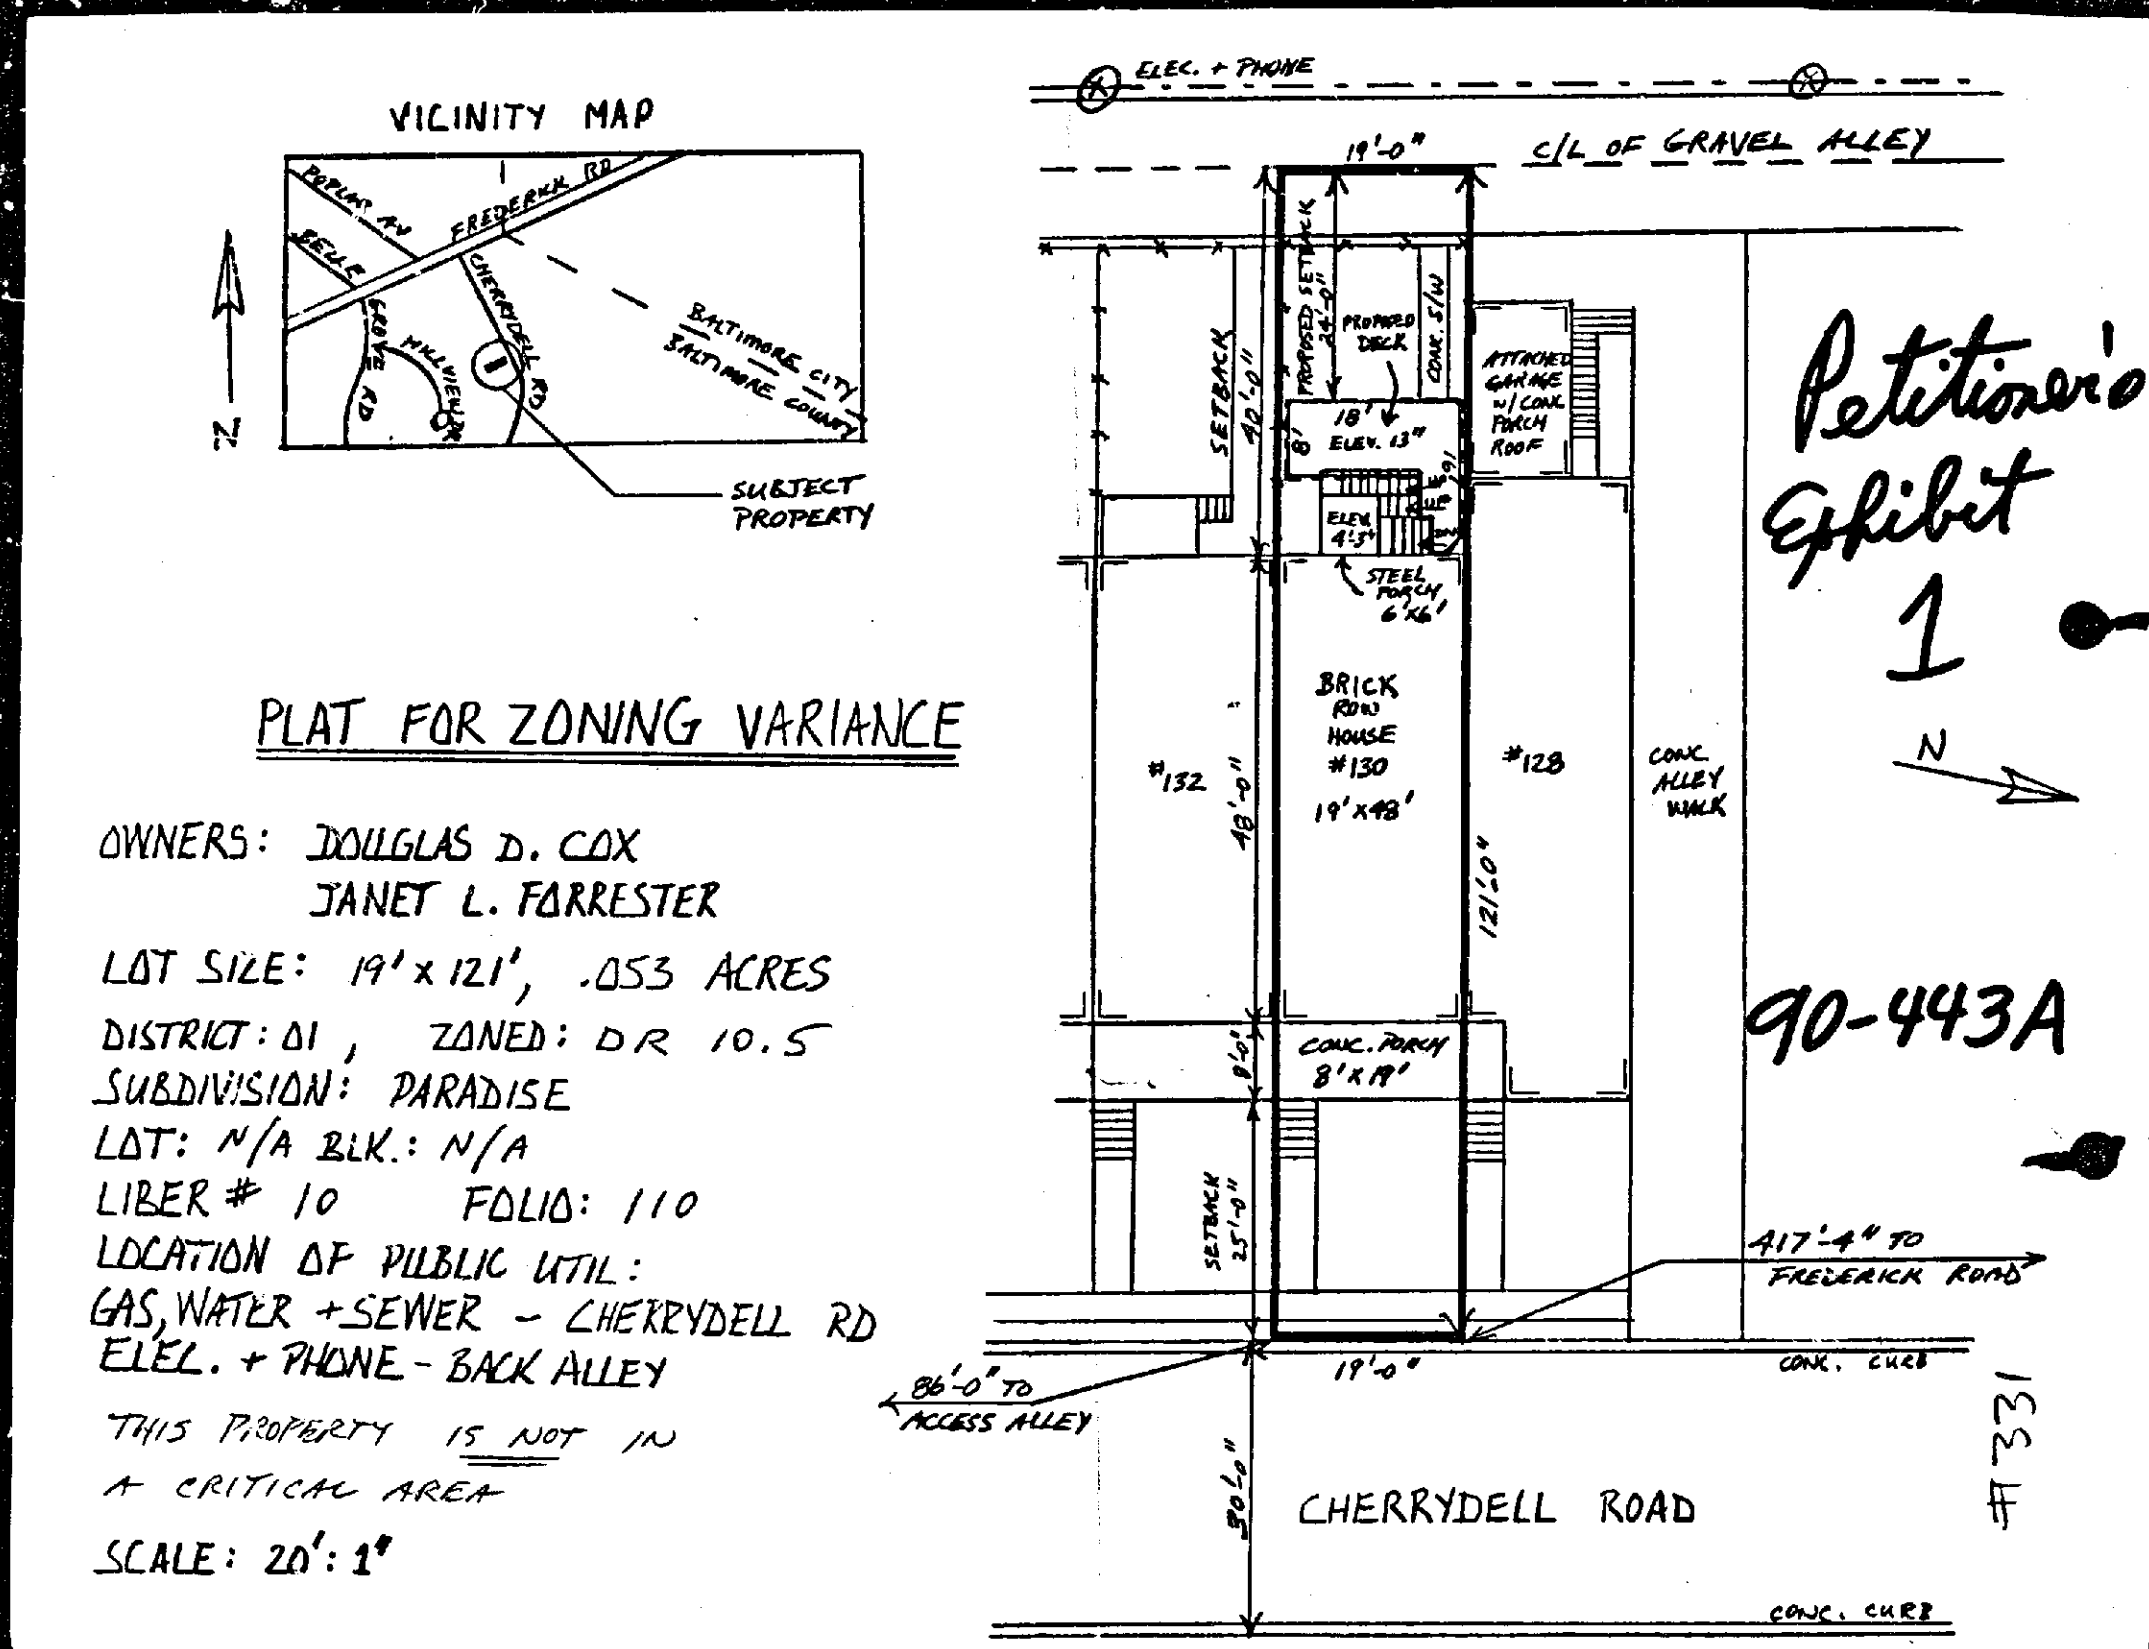 VICINITY MAP
POPLAR AV
BELLE
GROVE RD
FREDERICK RD
HILLVIEW DR
CHERRYDELL RD
BALTIMORE CITY
BALTIMORE COUNTY
N
SUBJECT
PROPERTY
PLAT FOR ZONING VARIANCE
OWNERS: DOUGLAS D. COX
JANET L. FORRESTER
LOT SIZE: 19' x 121', .053 ACRES
DISTRICT: 01, ZONED: DR 10.5
SUBDIVISION: PARADISE
LOT: N/A BLK.: N/A
LIBER # 10 FOLIO: 110
LOCATION OF PUBLIC UTIL:
GAS, WATER + SEWER - CHERRYDELL RD
ELEC. + PHONE - BACK ALLEY
THIS PROPERTY IS NOT IN
A CRITICAL AREA
SCALE: 20': 1"
ELEC. + PHONE
C/L OF GRAVEL ALLEY
19'-0"
SETBACK
40'-0"
PROPOSED SETBACK
24'-0"
PROPOSED
DECK
CONC. S/W
ATTACHED
GARAGE
W/ CONC
PORCH
ROOF
18'
8'
ELEV. 13"
16'
ELEV.
4'-3"
STEEL
PORCH
6'X6'
BRICK
ROW
HOUSE
#130
19'X48'
#132
48'-0"
#128
121'-0"
CONC
ALLEY
WALK
N
8'-0"
CONC. PORCH
8'X19'
SETBACK
25'-0"
417'-4" TO
FREDERICK ROAD
19'-0"
CONC. CURB
86'-0" TO
ACCESS ALLEY
30'-0"
CHERRYDELL ROAD
CONC. CURB
Petitioner's
Exhibit
1
90-443A
#331